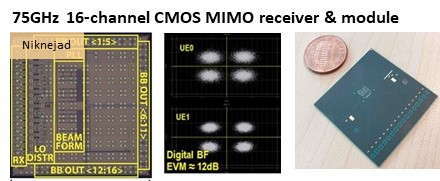 75GHz 16-channel CMOS MIMO receiver & module
Niknejad
OUT <1:5>
PLL
RX
LO
DISTR
BEAM
FORM
BB OUT <6:11>
BB OUT <12:16>
UE0
UE1
Digital BF
EVM ≈ 12dB